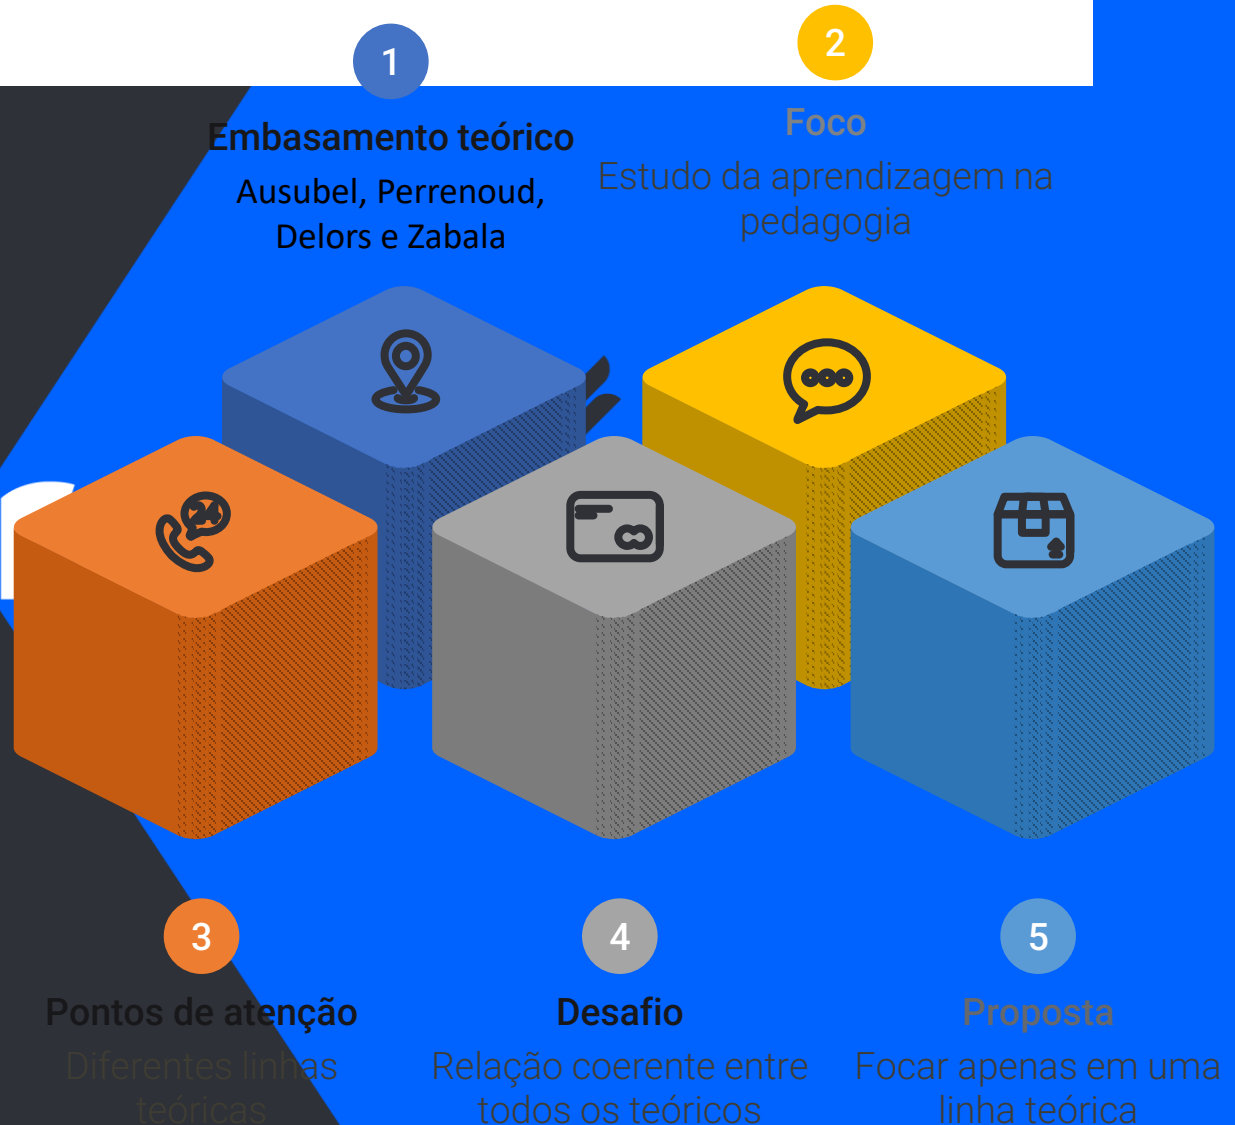 1
Embasamento teórico
Ausubel, Perrenoud,
Delors e Zabala
2
Foco
Estudo da aprendizagem na
pedagogia
24
3
Pontos de atenção
Diferentes linhas
teóricas
4
Desafio
Relação coerente entre
todos os teóricos
5
Proposta
Focar apenas em uma
linha teórica